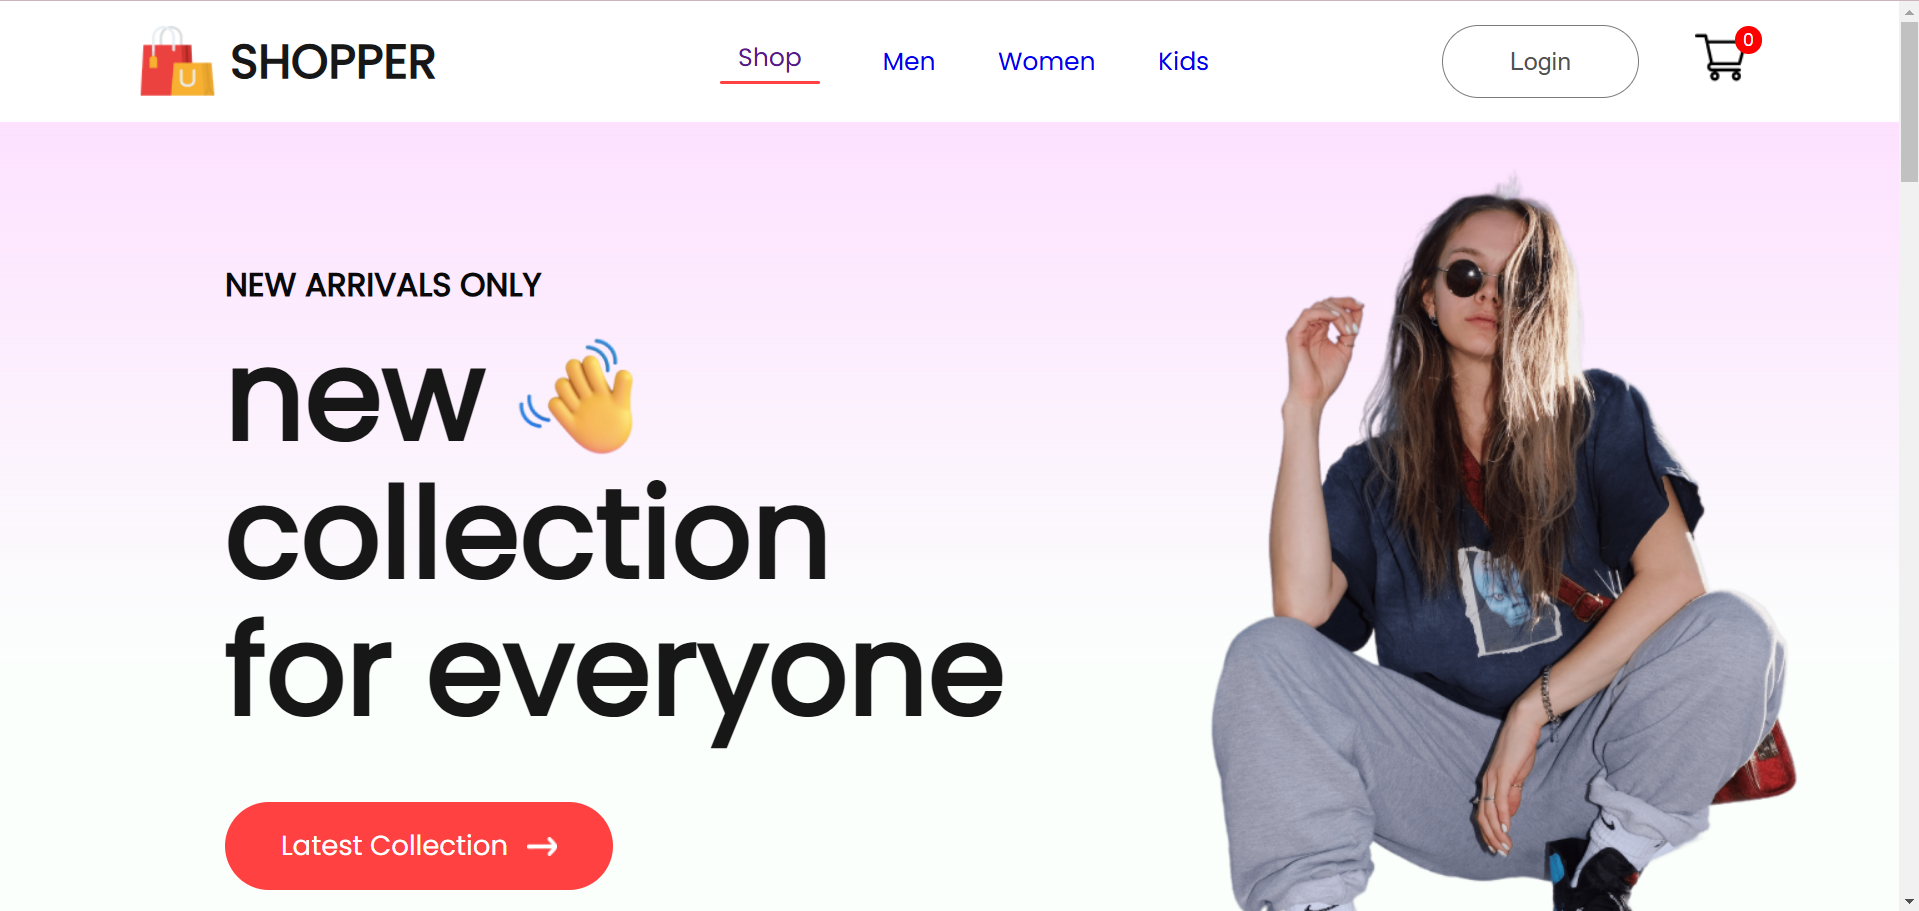 SHOPPER
Shop
Men
Women
Kids
Login
0
NEW ARRIVALS ONLY
new
collection
for everyone
Latest Collection